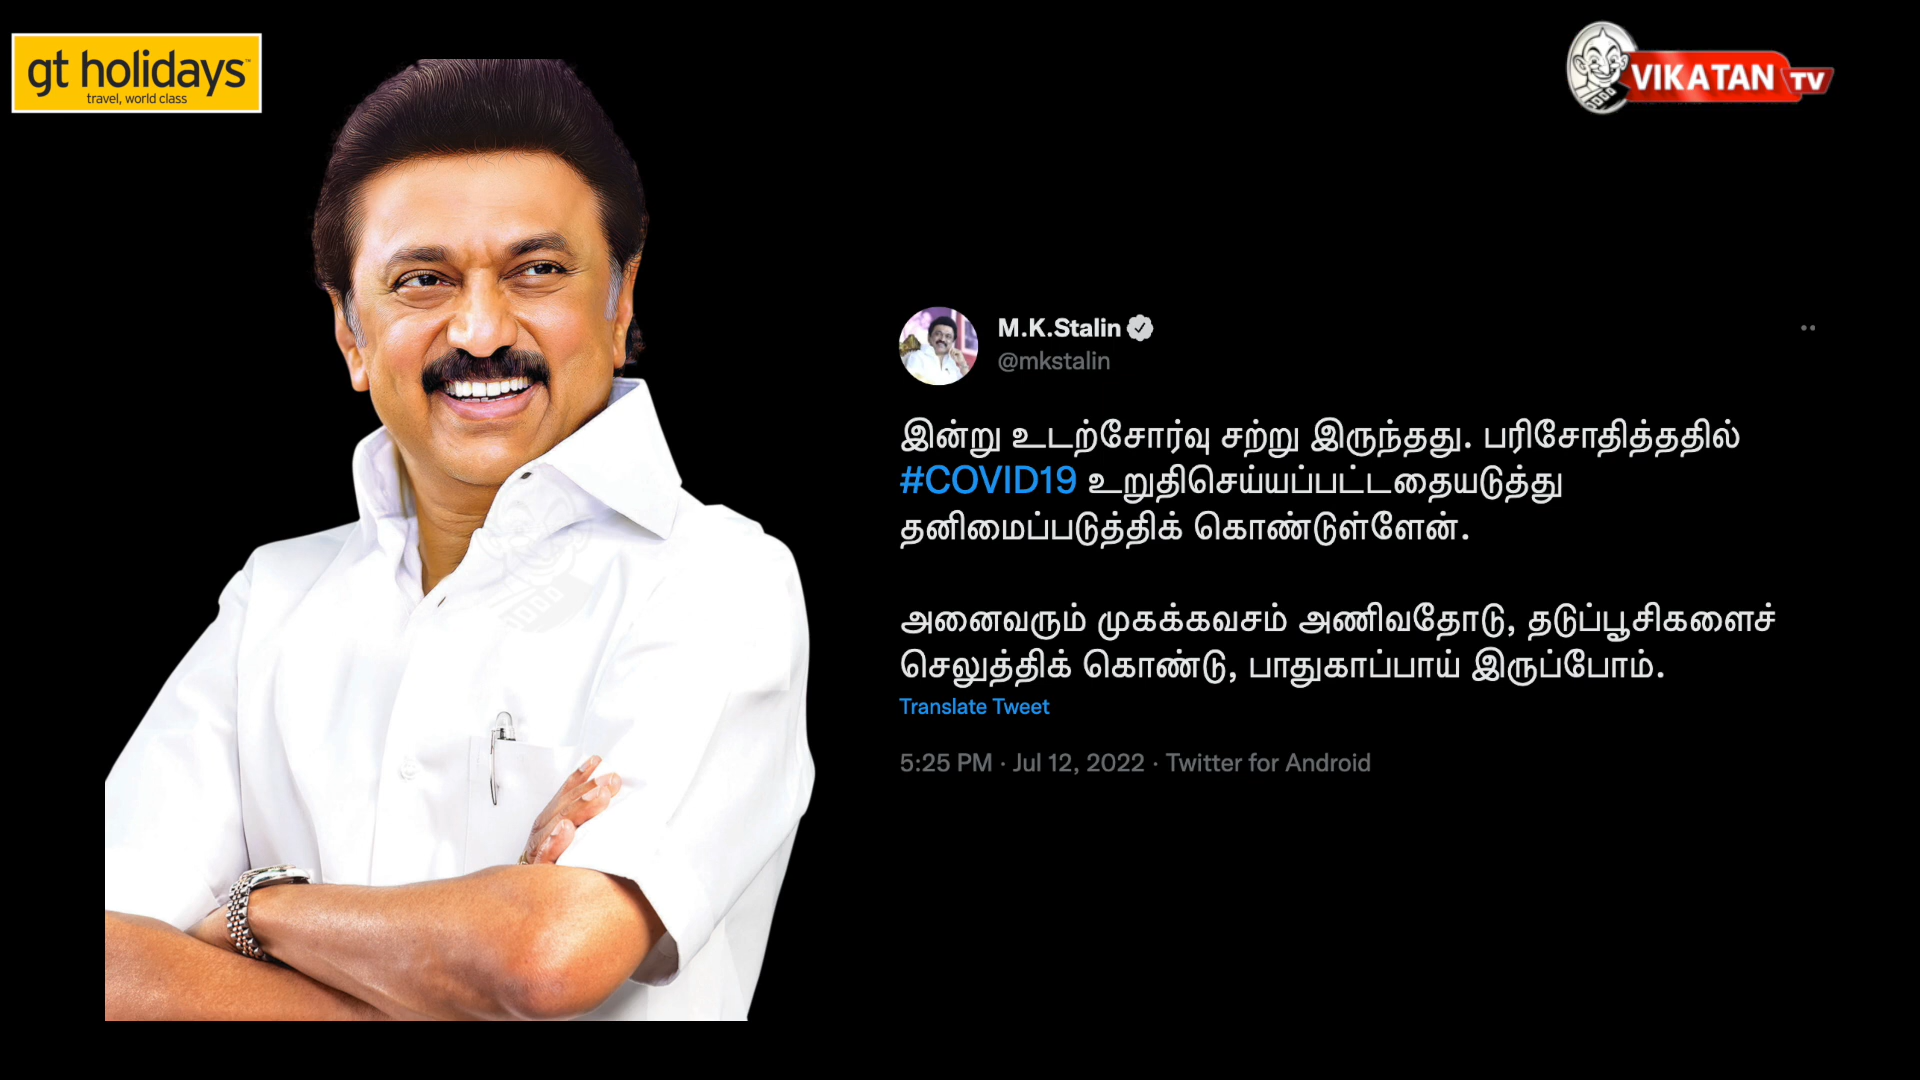 gt holidays
travel, world class
VIKATAN TV
M.K.Stalin
@mkstalin
இன்று உடற்சோர்வு சற்று இருந்தது. பரிசோதித்ததில்
#COVID19 உறுதிசெய்யப்பட்டதையடுத்து
தனிமைப்படுத்திக் கொண்டுள்ளேன்.
அனைவரும் முகக்கவசம் அணிவதோடு, தடுப்பூசிகளைச்
செலுத்திக் கொண்டு, பாதுகாப்பாய் இருப்போம்.
Translate Tweet
5:25 PM · Jul 12, 2022 · Twitter for Android